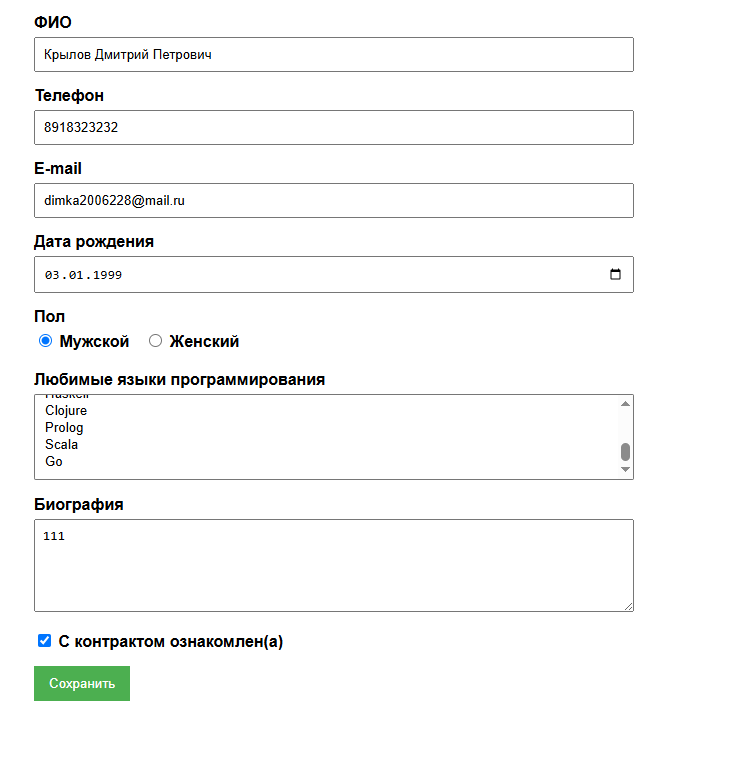 ФИО
Крылов Дмитрий Петрович
Телефон
8918323232
E-mail
dimka2006228@mail.ru
Дата рождения
03.01.1999
Пол
Мужской Женский
Любимые языки программирования
Haskell
Clojure
Prolog
Scala
Go
Биография
111
С контрактом ознакомлен(а)
Сохранить